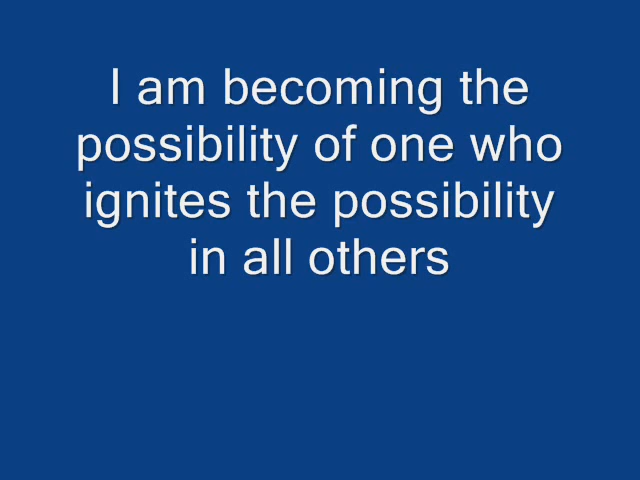 I am becoming the
possibility of one who
ignites the possibility
in all others